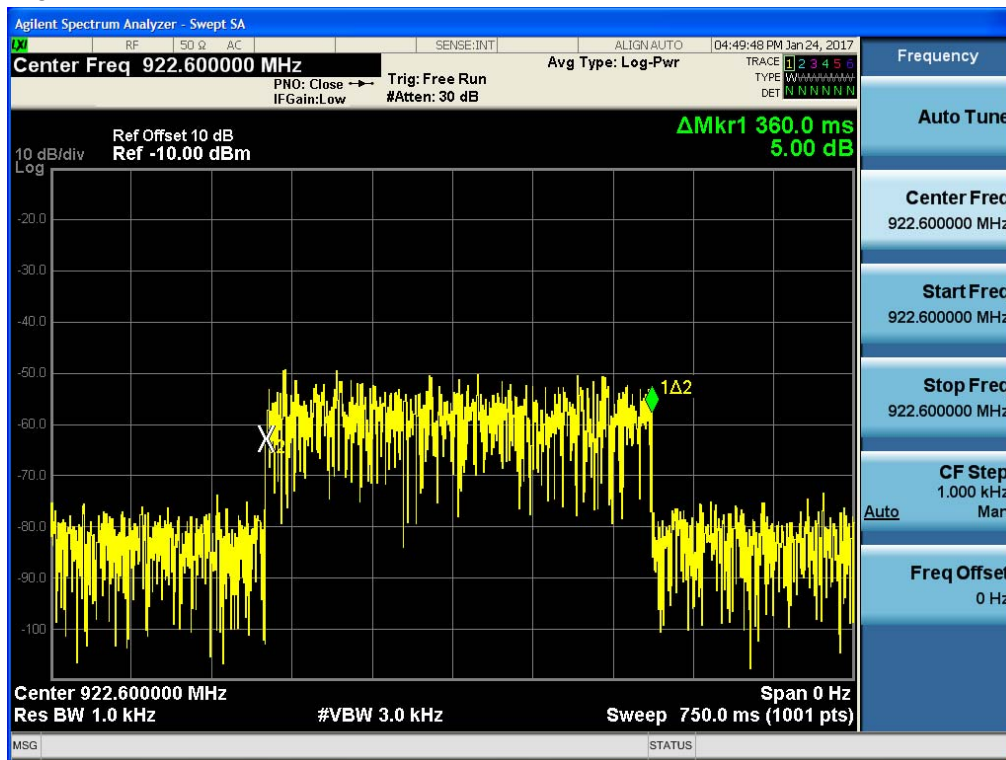 Agilent Spectrum Analyzer - Swept SA
LXI RF 50 Ω AC SENSE:INT ALIGN AUTO 04:49:48 PM Jan 24, 2017
Center Freq 922.600000 MHz
PNO: Close
IFGain:Low
Trig: Free Run
#Atten: 30 dB
Avg Type: Log-Pwr
TRACE 1 2 3 4 5 6
TYPE
DET N N N N N N
Frequency
Auto Tune
Center Freq
922.600000 MHz
Start Freq
922.600000 MHz
Stop Freq
922.600000 MHz
CF Step
1.000 kHz
Auto Man
Freq Offset
0 Hz
ΔMkr1 360.0 ms
5.00 dB
Ref Offset 10 dB
10 dB/div Ref -10.00 dBm
Log
-20.0
-30.0
-40.0
-50.0
1Δ2
-60.0
X2
-70.0
-80.0
-90.0
-100
Center 922.600000 MHz Span 0 Hz
Res BW 1.0 kHz #VBW 3.0 kHz Sweep 750.0 ms (1001 pts)
MSG STATUS